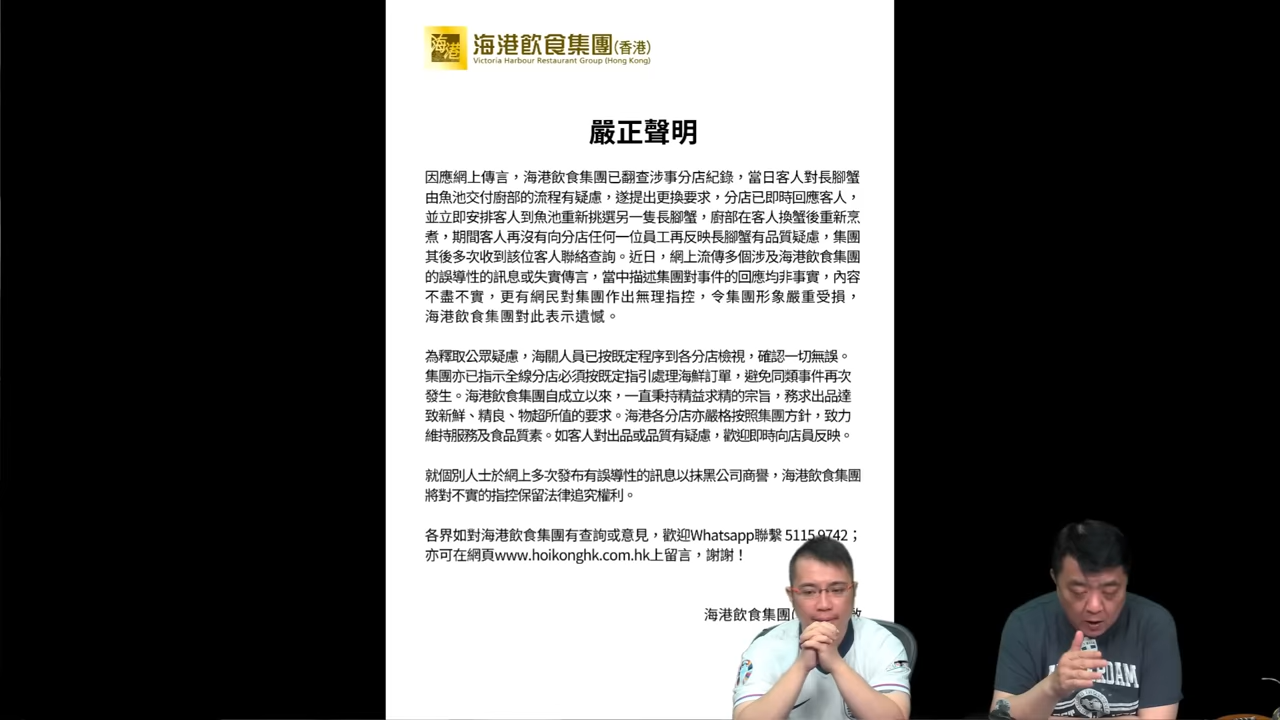 海港
海港飲食集團(香港)
Victoria Harbour Restaurant Group (Hong Kong)
嚴正聲明
因應網上傳言，海港飲食集團已翻查涉事分店紀錄，當日客人對長腳蟹
由魚池交付廚部的流程有疑慮，遂提出更換要求，分店已即時回應客人，
並立即安排客人到魚池重新挑選另一隻長腳蟹，廚部在客人換蟹後重新烹
煮，期間客人再沒有向分店任何一位員工再反映長腳蟹有品質疑慮，集團
其後多次收到該位客人聯絡查詢。近日，網上流傳多個涉及海港飲食集團
的誤導性的訊息或失實傳言，當中描述集團對事件的回應均非事實，內容
不盡不實，更有網民對集團作出無理指控，令集團形象嚴重受損，
海港飲食集團對此表示遺憾。
為釋取公眾疑慮，海關人員已按既定程序到各分店檢視，確認一切無誤。
集團亦已指示全線分店必須按既定指引處理海鮮訂單，避免同類事件再次
發生。海港飲食集團自成立以來，一直秉持精益求精的宗旨，務求出品達
致新鮮、精良、物超所值的要求。海港各分店亦嚴格按照集團方針，致力
維持服務及食品質素。如客人對出品或品質有疑慮，歡迎即時向店員反映。
就個別人士於網上多次發布有誤導性的訊息以抹黑公司商譽，海港飲食集團
將對不實的指控保留法律追究權利。
各界如對海港飲食集團有查詢或意見，歡迎Whatsapp聯繫 5115 9742；
亦可在網頁www.hoikonghk.com.hk上留言，謝謝！
海港飲食集團(